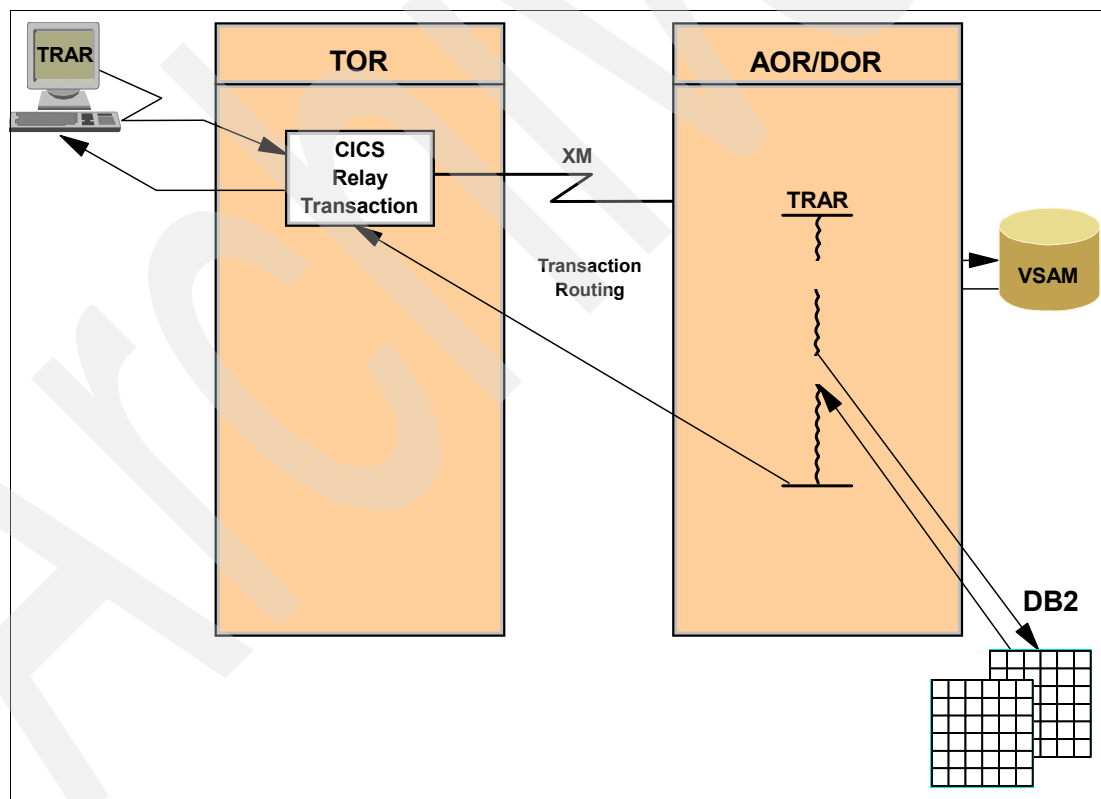 TRAR
TOR
AOR/DOR
CICS
Relay
Transaction
XM
TRAR
Transaction
Routing
VSAM
DB2